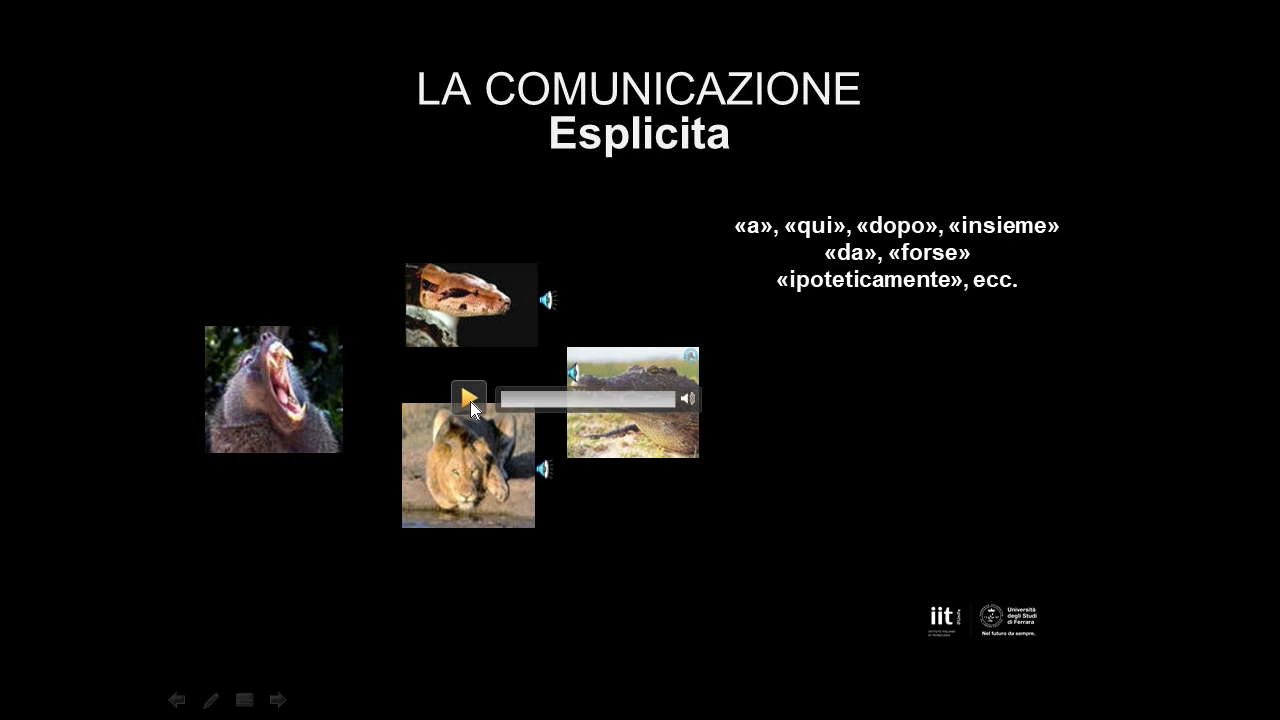 LA COMUNICAZIONE
Esplicita
«a», «qui», «dopo», «insieme»
«da», «forse»
«ipoteticamente», ecc.
iit
Università
degli Studi
di Ferrara
Nel futuro da sempre.